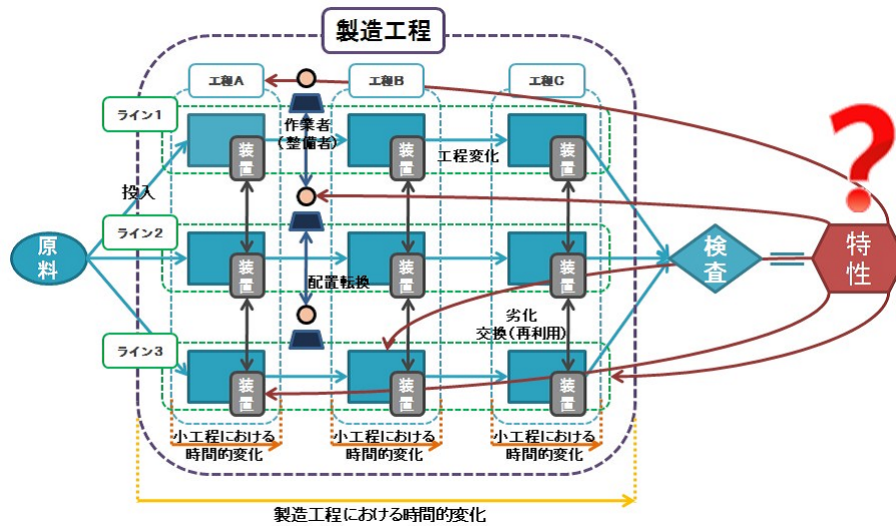 製造工程
工程A
工程B
工程C
ライン1
作業者
(整備者)
装置
装置
装置
工程変化
投入
?
ライン2
原料
装置
装置
装置
配置転換
検査
特性
劣化
交換(再利用)
ライン3
装置
装置
装置
小工程における
時間的変化
小工程における
時間的変化
小工程における
時間的変化
製造工程における時間的変化